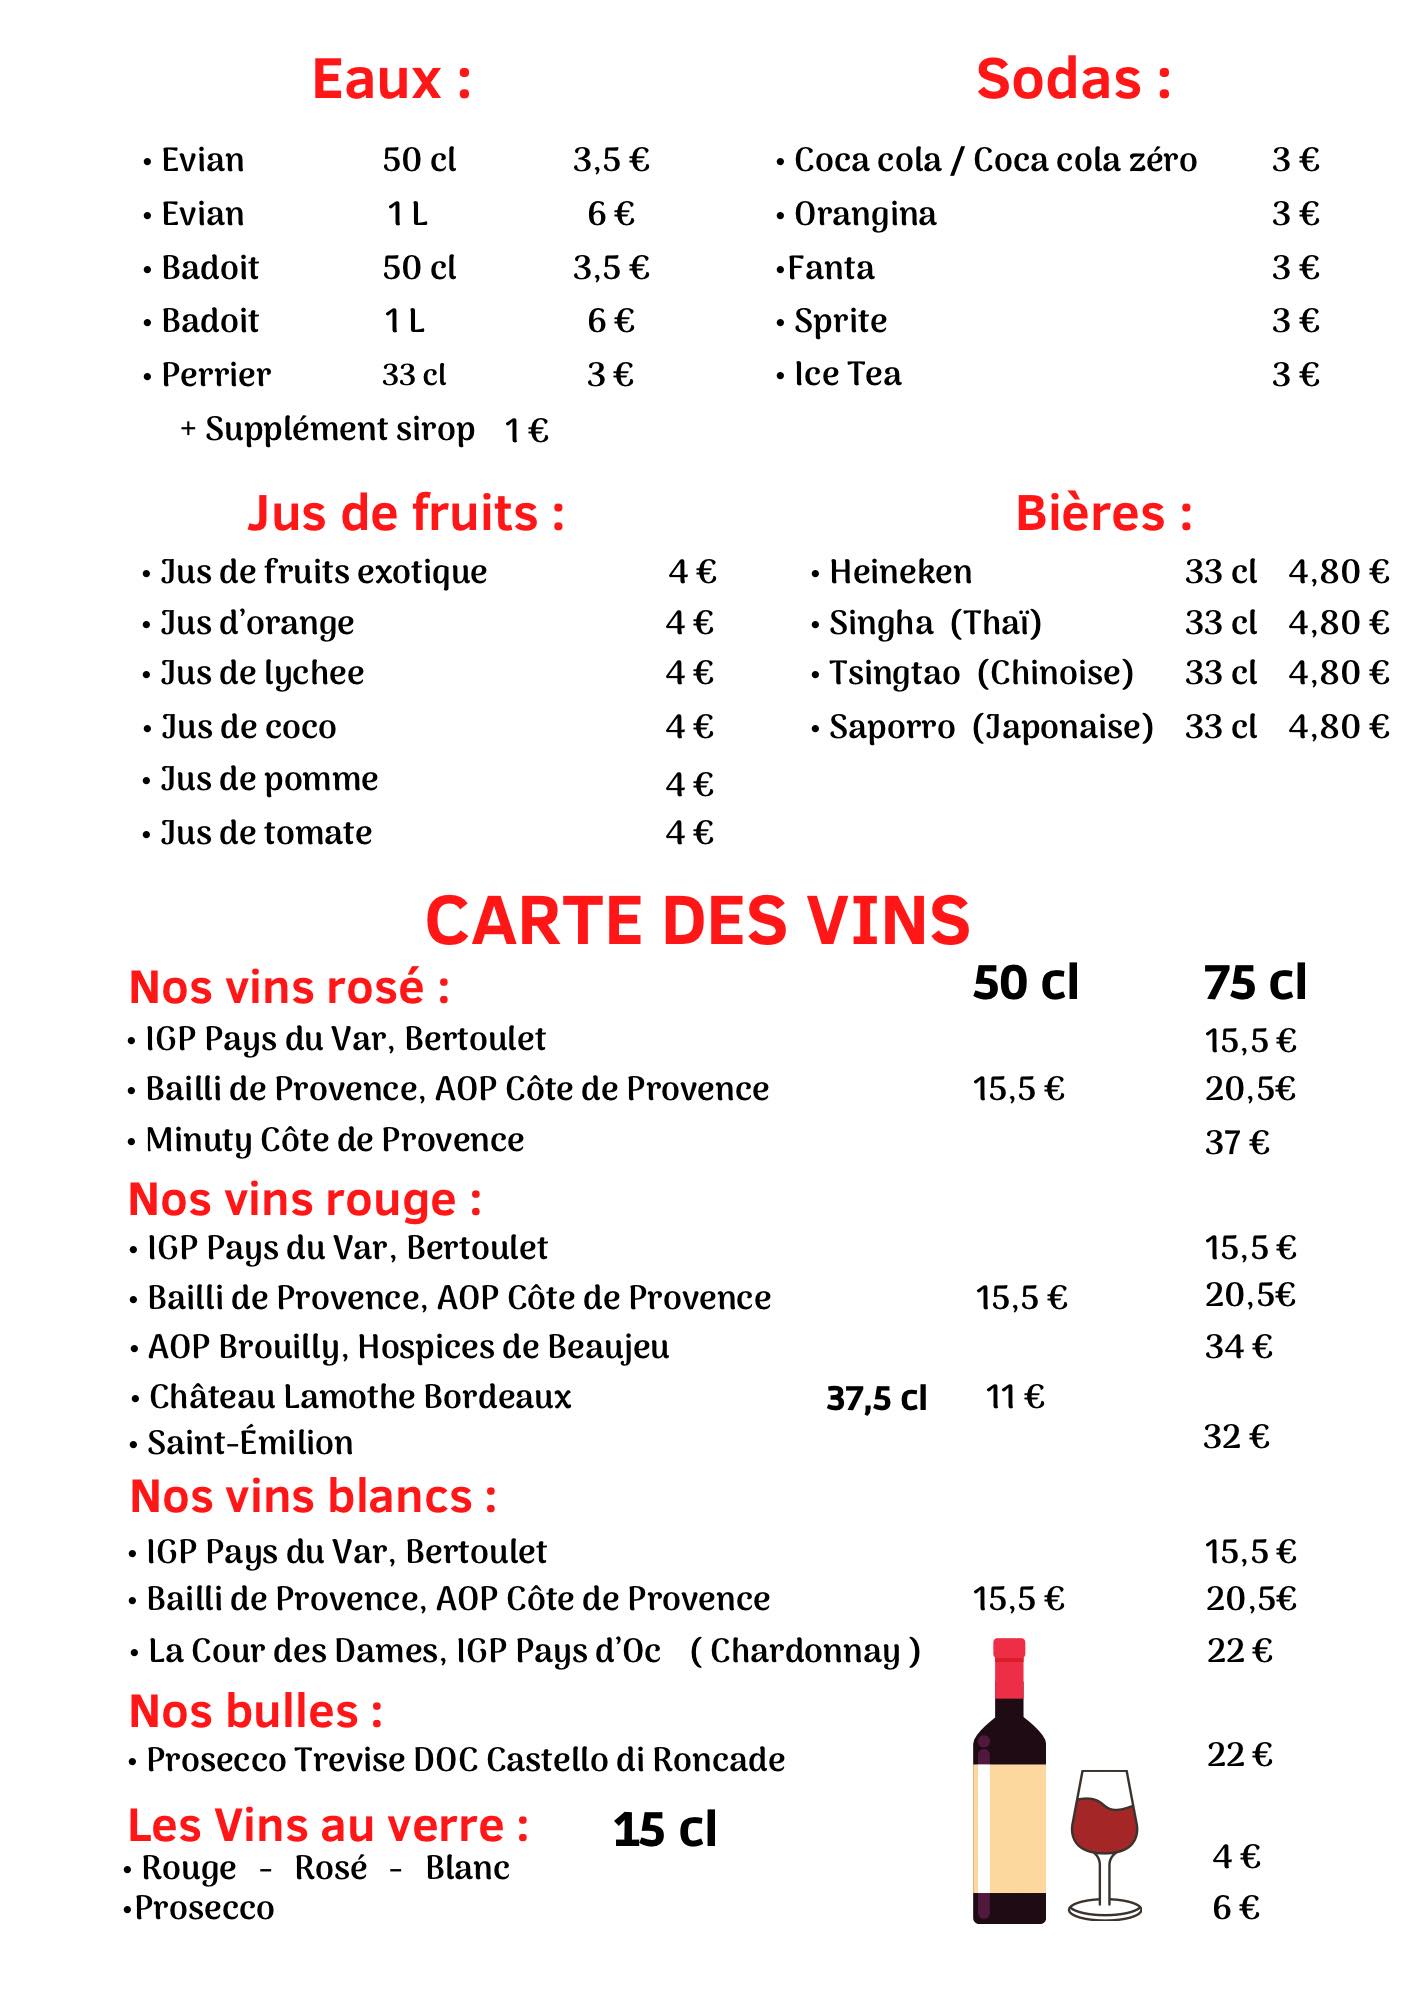 Eaux :
• Evian 50 cl 3,5 €
• Evian 1 L 6 €
• Badoit 50 cl 3,5 €
• Badoit 1 L 6 €
• Perrier 33 cl 3 €
+ Supplément sirop 1 €
Sodas :
• Coca cola / Coca cola zéro 3 €
• Orangina 3 €
•Fanta 3 €
• Sprite 3 €
• Ice Tea 3 €
Jus de fruits :
• Jus de fruits exotique 4 €
• Jus d’orange 4 €
• Jus de lychee 4 €
• Jus de coco 4 €
• Jus de pomme 4 €
• Jus de tomate 4 €
Bières :
• Heineken 33 cl 4,80 €
• Singha (Thaï) 33 cl 4,80 €
• Tsingtao (Chinoise) 33 cl 4,80 €
• Saporro (Japonaise) 33 cl 4,80 €
CARTE DES VINS
Nos vins rosé : 50 cl 75 cl
• IGP Pays du Var, Bertoulet 15,5 €
• Bailli de Provence, AOP Côte de Provence 15,5 € 20,5€
• Minuty Côte de Provence 37 €
Nos vins rouge :
• IGP Pays du Var, Bertoulet 15,5 €
• Bailli de Provence, AOP Côte de Provence 15,5 € 20,5€
• AOP Brouilly, Hospices de Beaujeu 34 €
• Château Lamothe Bordeaux 37,5 cl 11 €
• Saint-Émilion 32 €
Nos vins blancs :
• IGP Pays du Var, Bertoulet 15,5 €
• Bailli de Provence, AOP Côte de Provence 15,5 € 20,5€
• La Cour des Dames, IGP Pays d’Oc ( Chardonnay ) 22 €
Nos bulles :
• Prosecco Trevise DOC Castello di Roncade 22 €
Les Vins au verre : 15 cl
• Rouge - Rosé - Blanc 4 €
•Prosecco 6 €